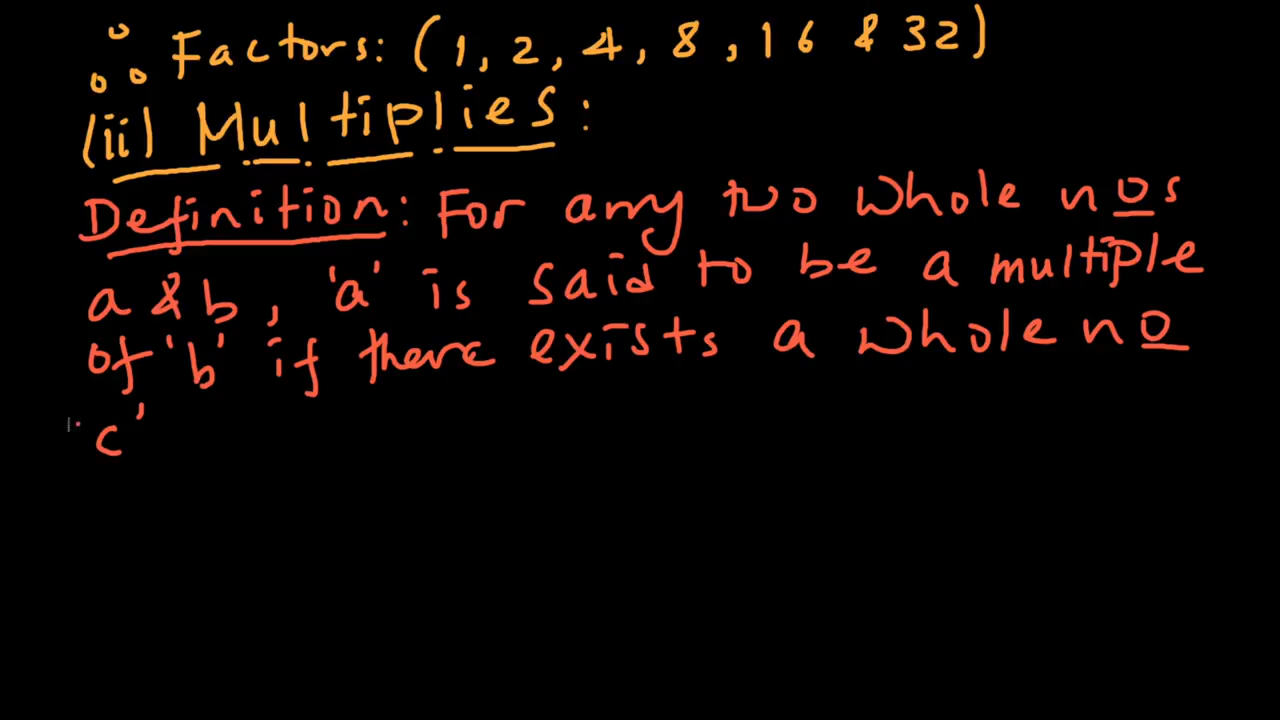 ∴ Factors: (1, 2, 4, 8, 16 & 32)
(ii) Multiplies:
Definition: For any two whole nos
a & b, 'a' is said to be a multiple
of 'b' if there exists a whole no
c'